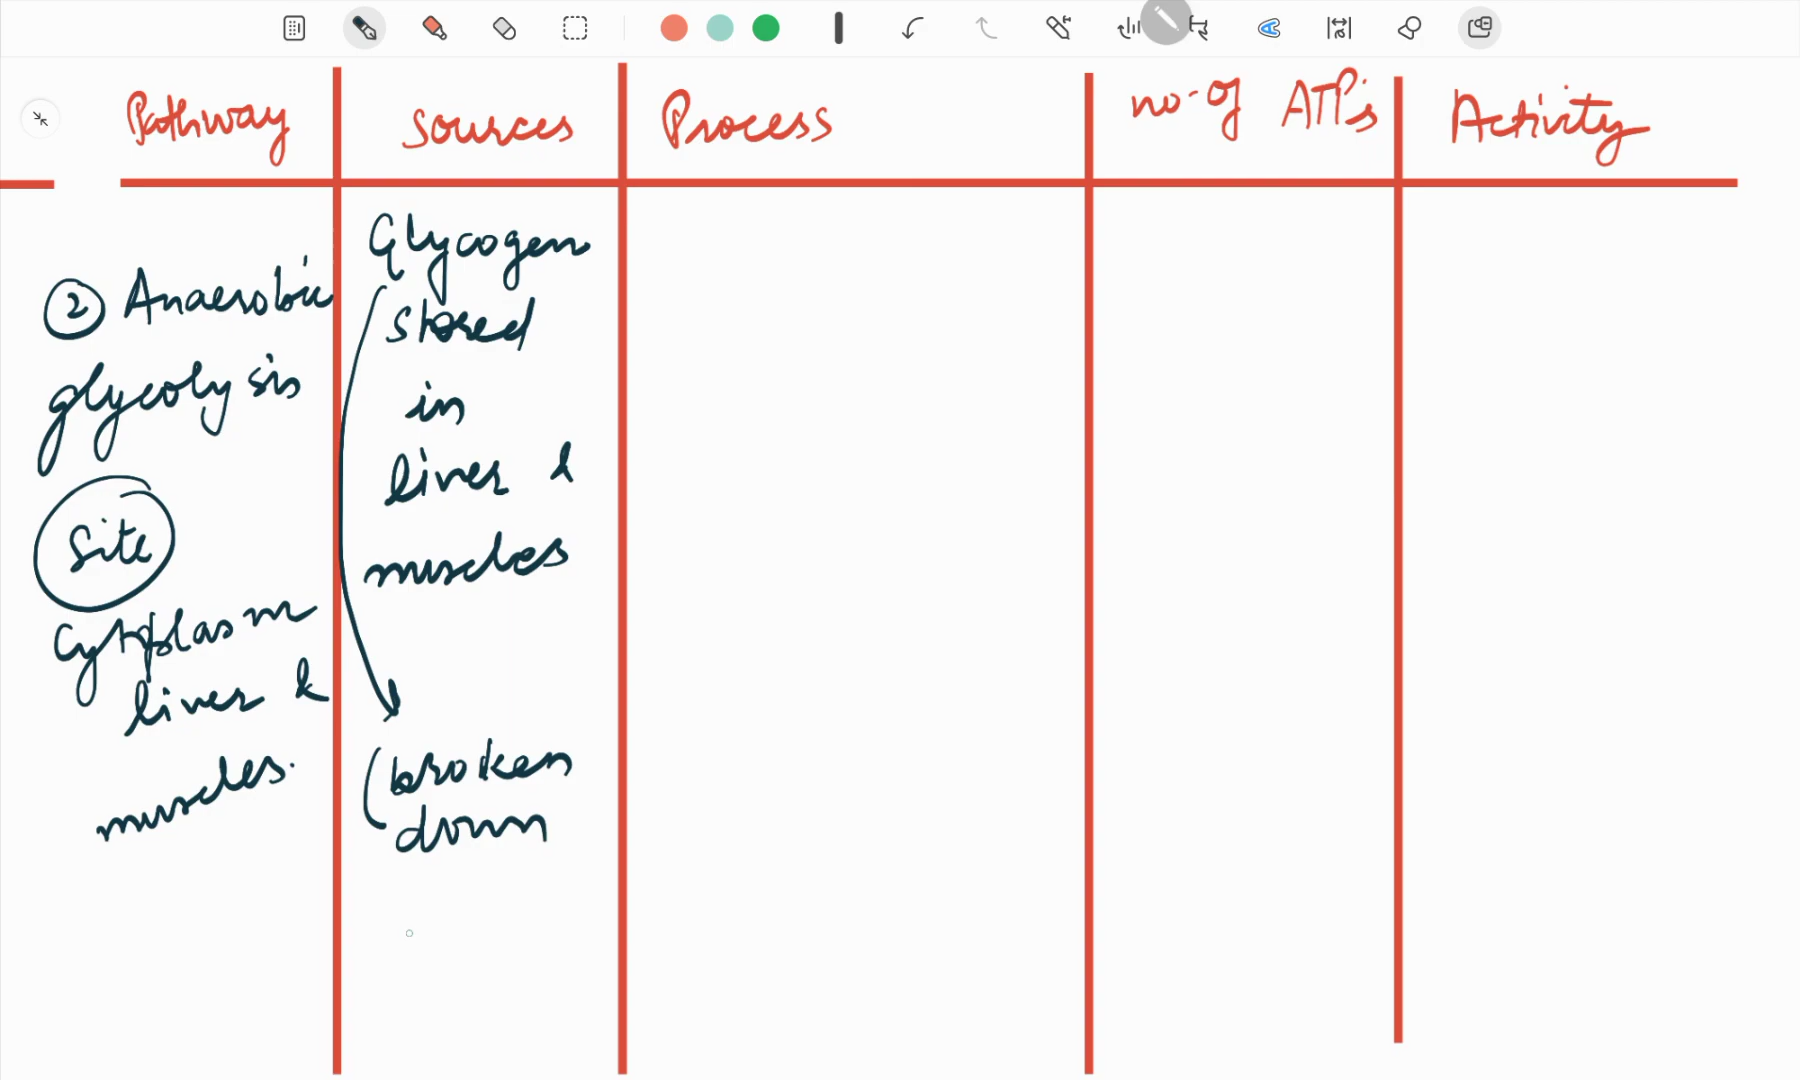 Pathway
Sources
Process
no. of ATP's
Activity
② Anaerobic
glycolysis
Site
Cytoplasm
liver &
muscles.
Glycogen
stored
in
liver &
muscles
(broken
down